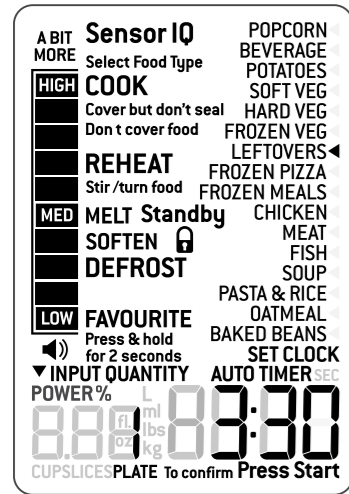 A BIT
MORE
Sensor IQ
Select Food Type
HIGH COOK
Cover but don't seal
Don t cover food
REHEAT
Stir /turn food
MED MELT Standby
SOFTEN
DEFROST
LOW FAVOURITE
Press & hold
for 2 seconds
POPCORN
BEVERAGE
POTATOES
SOFT VEG
HARD VEG
FROZEN VEG
LEFTOVERS
FROZEN PIZZA
FROZEN MEALS
CHICKEN
MEAT
FISH
SOUP
PASTA & RICE
OATMEAL
BAKED BEANS
SET CLOCK
INPUT QUANTITY AUTO TIMER SEC
POWER %
L
ml
fl. lbs
oz kg
1 3:30
CUPSLICESPLATE To confirm Press Start